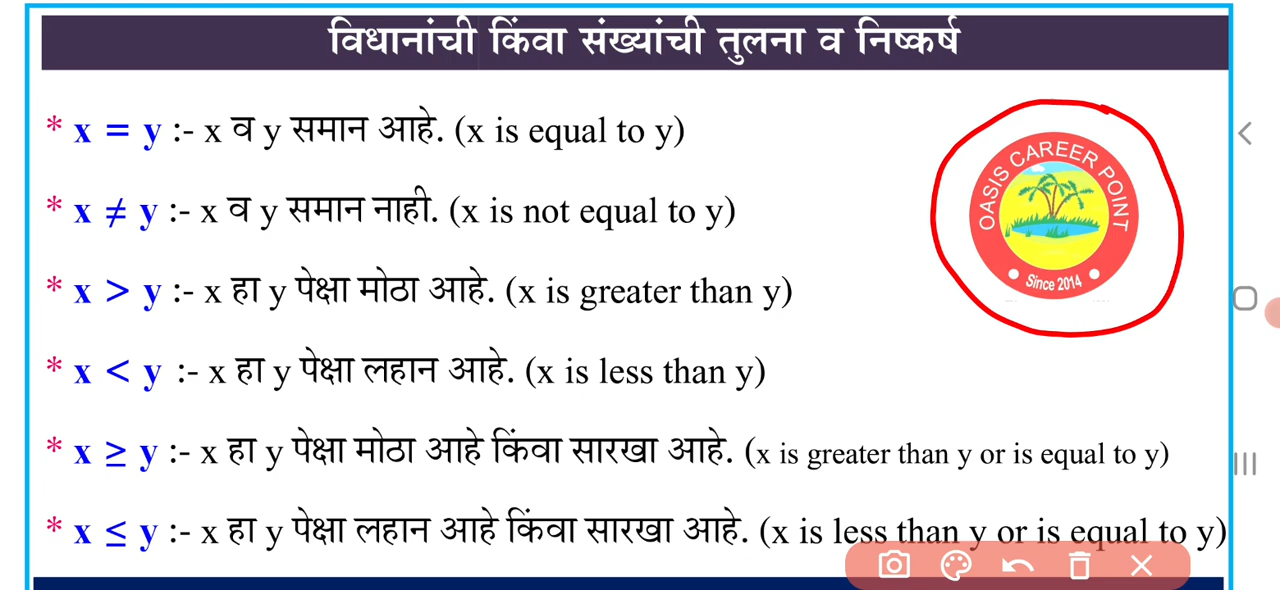 विधानांची किंवा संख्यांची तुलना व निष्कर्ष
* x = y :- x व y समान आहे. (x is equal to y)
* x ≠ y :- x व y समान नाही. (x is not equal to y)
* x > y :- x हा y पेक्षा मोठा आहे. (x is greater than y)
* x < y :- x हा y पेक्षा लहान आहे. (x is less than y)
* x ≥ y :- x हा y पेक्षा मोठा आहे किंवा सारखा आहे. (x is greater than y or is equal to y)
* x ≤ y :- x हा y पेक्षा लहान आहे किंवा सारखा आहे. (x is less than y or is equal to y)
OASIS CAREER POINT
Since 2014